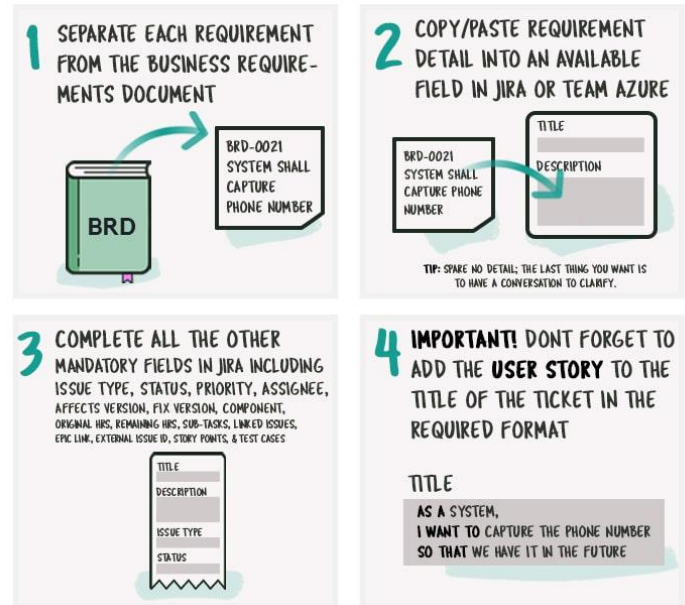 1 SEPARATE EACH REQUIREMENT
FROM THE BUSINESS REQUIRE-
MENTS DOCUMENT
BRD
BRD-0021
SYSTEM SHALL
CAPTURE
PHONE NUMBER
2 COPY/PASTE REQUIREMENT
DETAIL INTO AN AVAILABLE
FIELD IN JIRA OR TEAM AZURE
BRD-0021
SYSTEM SHALL
CAPTURE PHONE
NUMBER
TITLE
DESCRIPTION
TIP: SPARE NO DETAIL; THE LAST THING YOU WANT IS
TO HAVE A CONVERSATION TO CLARIFY.
3 COMPLETE ALL THE OTHER
MANDATORY FIELDS IN JIRA INCLUDING
ISSUE TYPE, STATUS, PRIORITY, ASSIGNEE,
AFFECTS VERSION, FIX VERSION, COMPONENT,
ORIGINAL HRS, REMAINING HRS, SUB-TASKS, LINKED ISSUES,
EPIC LINK, EXTERNAL ISSUE ID, STORY POINTS, & TEST CASES
TITLE
DESCRIPTION
ISSUE TYPE
STATUS
4 IMPORTANT! DONT FORGET TO
ADD THE USER STORY TO THE
TITLE OF THE TICKET IN THE
REQUIRED FORMAT
TITLE
AS A SYSTEM,
I WANT TO CAPTURE THE PHONE NUMBER
SO THAT WE HAVE IT IN THE FUTURE